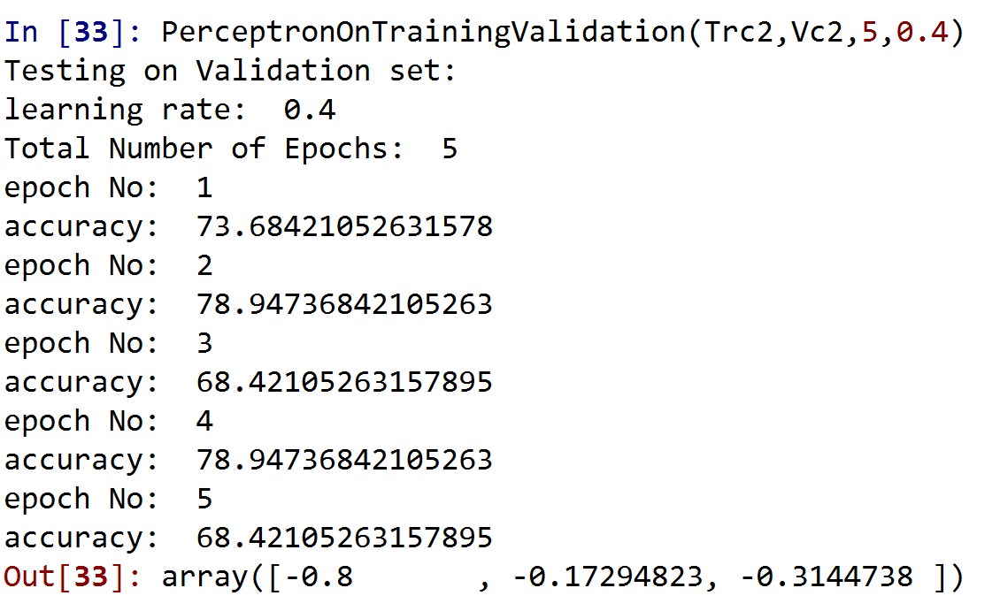 In [33]: PerceptronOnTrainingValidation(Trc2,Vc2,5,0.4)
Testing on Validation set:
learning rate:  0.4
Total Number of Epochs:  5
epoch No:  1
accuracy:  73.68421052631578
epoch No:  2
accuracy:  78.94736842105263
epoch No:  3
accuracy:  68.42105263157895
epoch No:  4
accuracy:  78.94736842105263
epoch No:  5
accuracy:  68.42105263157895
Out[33]: array([-0.8       , -0.17294823, -0.3144738 ])